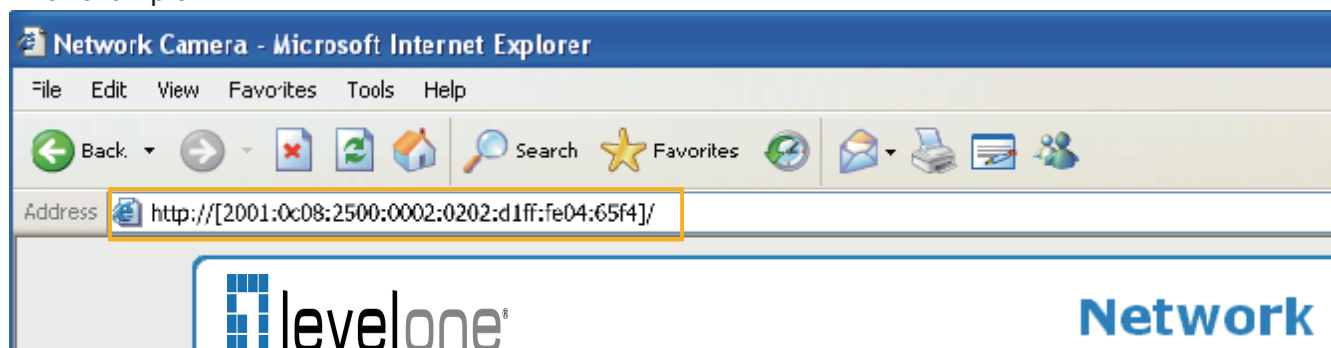 Network Camera - Microsoft Internet Explorer
File Edit View Favorites Tools Help
Back Search Favorites
Address http://[2001:0c08:2500:0002:0202:d1ff:fe04:65f4]/
levelone®
Network